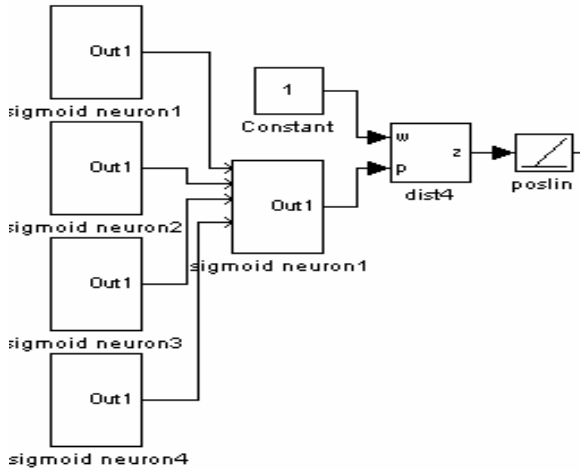 Out1
sigmoid neuron1
Out1
sigmoid neuron2
Out1
sigmoid neuron3
Out1
sigmoid neuron4
Out1
sigmoid neuron1
1
Constant
w
p
z
dist4
poslin